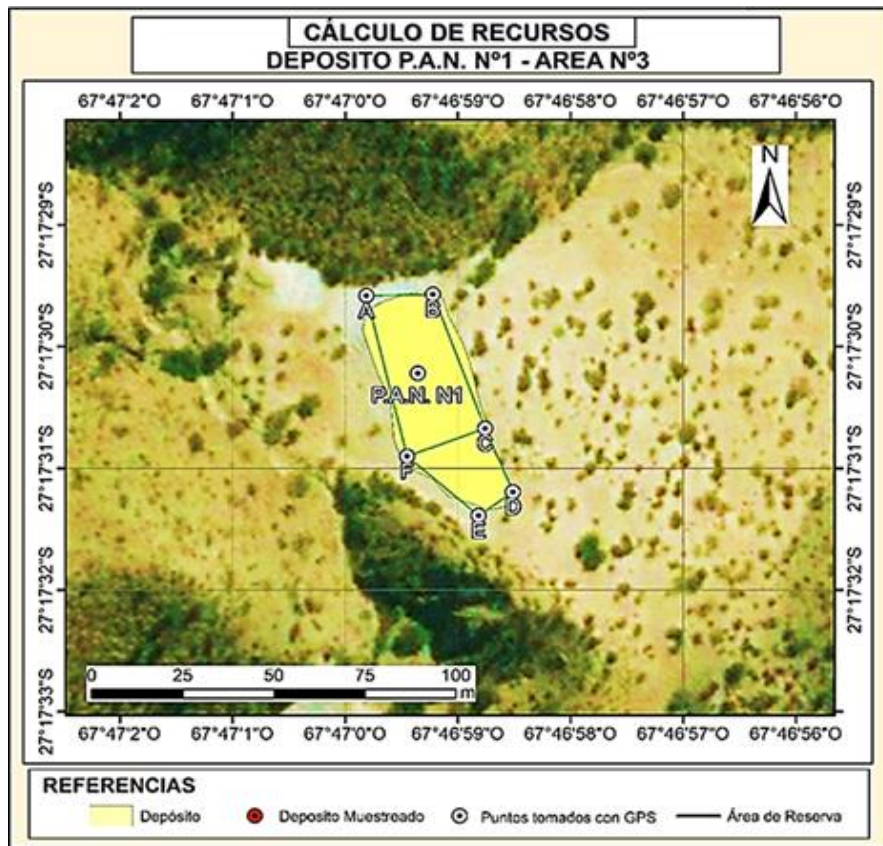 CÁLCULO DE RECURSOS
DEPOSITO P.A.N. Nº1 - AREA Nº3
67°47'2"O 67°47'1"O 67°47'0"O 67°46'59"O 67°46'58"O 67°46'57"O 67°46'56"O
N
27°17'29"S 27°17'29"S
A B
27°17'30"S 27°17'30"S
P.A.N. N1
C
F
27°17'31"S 27°17'31"S
D
E
27°17'32"S 27°17'32"S
0 25 50 75 100
m
27°17'33"S 27°17'33"S
67°47'2"O 67°47'1"O 67°47'0"O 67°46'59"O 67°46'58"O 67°46'57"O 67°46'56"O
REFERENCIAS
Depósito Deposito Muestreado Puntos tomados con GPS Área de Reserva